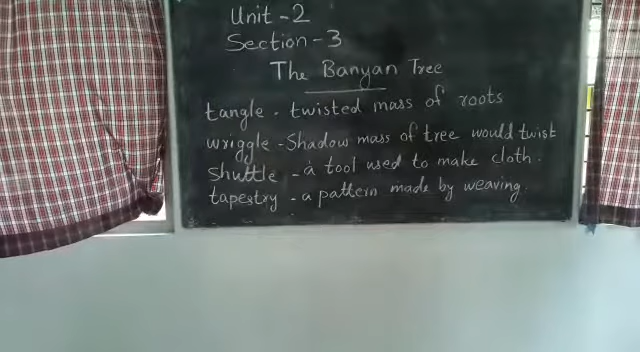 Unit - 2
Section - 3
The Banyan Tree
tangle - twisted mass of roots
wriggle - Shadow mass of tree would twist
shuttle - a tool used to make cloth.
tapestry - a pattern made by weaving.